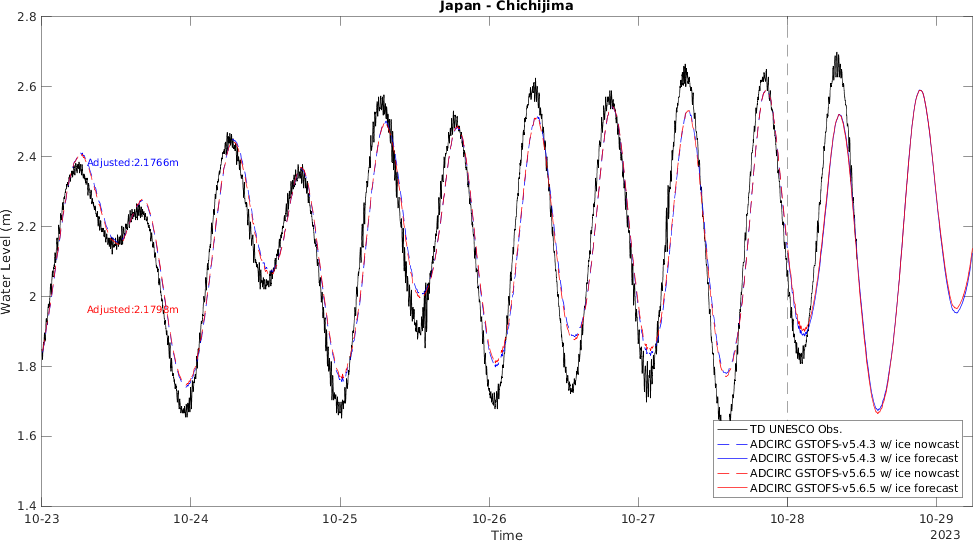 Japan - Chichijima
Water Level (m)
2.8
2.6
2.4
2.2
2
1.8
1.6
1.4
Adjusted:2.1766m
Adjusted:2.1793m
TD UNESCO Obs.
ADCIRC GSTOFS-v5.4.3 w/ ice nowcast
ADCIRC GSTOFS-v5.4.3 w/ ice forecast
ADCIRC GSTOFS-v5.6.5 w/ ice nowcast
ADCIRC GSTOFS-v5.6.5 w/ ice forecast
10-23 10-24 10-25 10-26 10-27 10-28 10-29
Time
2023